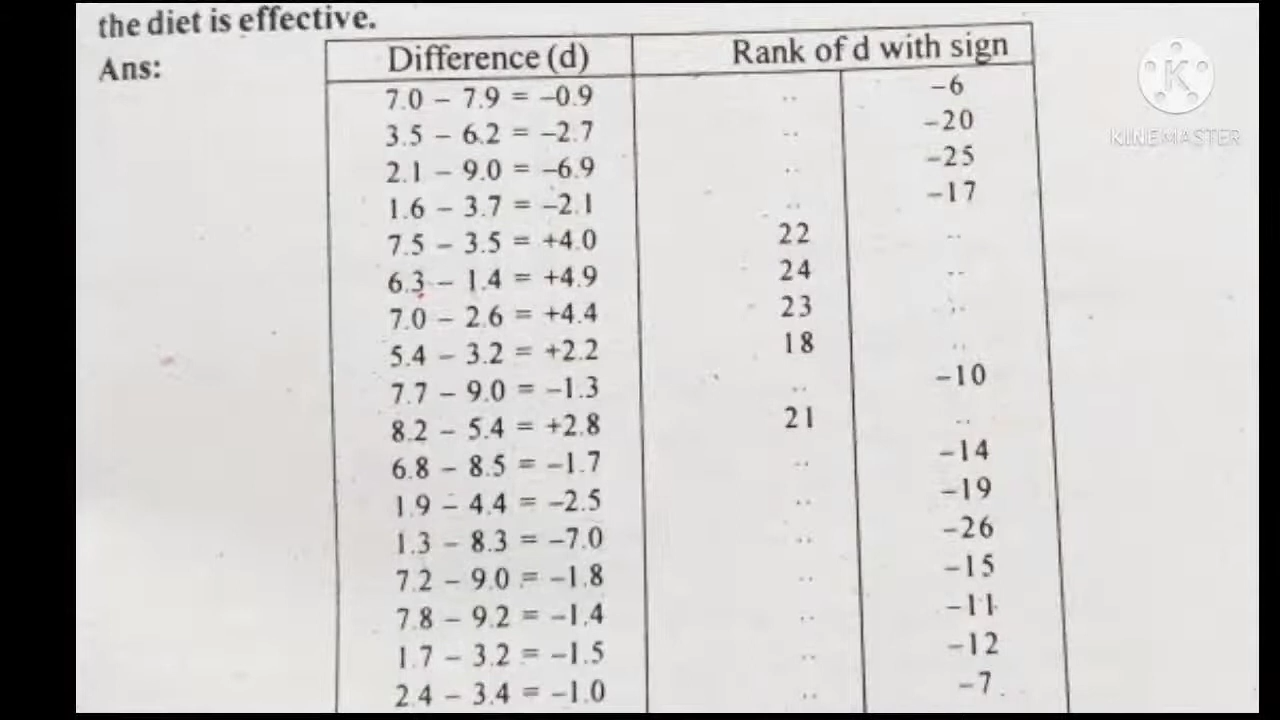 the diet is effective.
Ans:
Difference (d) Rank of d with sign
7.0 – 7.9 = –0.9 .. –6
3.5 – 6.2 = –2.7 .. –20
2.1 – 9.0 = –6.9 .. –25
1.6 – 3.7 = –2.1 .. –17
7.5 – 3.5 = +4.0 22 ..
6.3 – 1.4 = +4.9 24 ..
7.0 – 2.6 = +4.4 23 ..
5.4 – 3.2 = +2.2 18 ..
7.7 – 9.0 = –1.3 .. –10
8.2 – 5.4 = +2.8 21 ..
6.8 – 8.5 = –1.7 .. –14
1.9 – 4.4 = –2.5 .. –19
1.3 – 8.3 = –7.0 .. –26
7.2 – 9.0 = –1.8 .. –15
7.8 – 9.2 = –1.4 .. –11
1.7 – 3.2 = –1.5 .. –12
2.4 – 3.4 = –1.0 .. –7
K
KINEMASTER